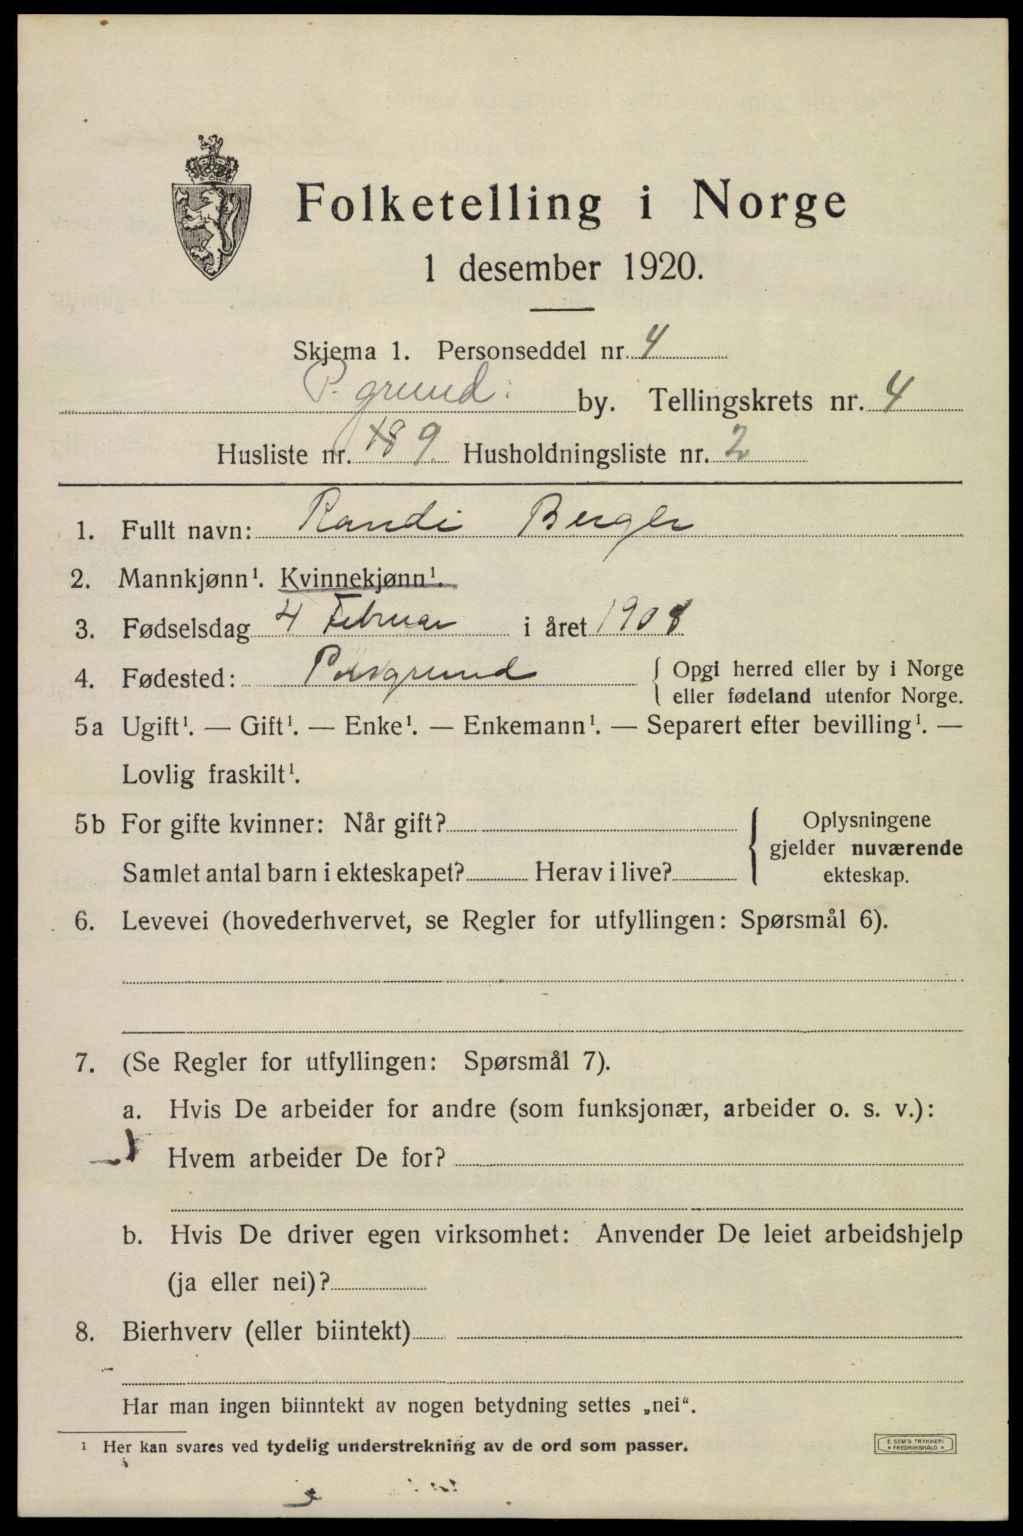 Folketelling i Norge
1 desember 1920.
Skjema 1. Personseddel nr. 4
P.grund: by. Tellingskrets nr. 4
Husliste nr. 9. Husholdningsliste nr. 2
1. Fullt navn: Randi Berger
2. Mannkjønn¹. Kvinnekjønn¹.
3. Fødselsdag 4 Februar i året 1908
4. Fødested: Porsgrund { Opgi herred eller by i Norge
eller fødeland utenfor Norge.
5a Ugift¹. — Gift¹. — Enke¹. — Enkemann¹. — Separert efter bevilling¹. —
Lovlig fraskilt¹.
5b For gifte kvinner: Når gift? { Oplysningene
gjelder nuværende
Samlet antal barn i ekteskapet? Herav i live? ekteskap.
6. Levevei (hovederhvervet, se Regler for utfyllingen: Spørsmål 6).
7. (Se Regler for utfyllingen: Spørsmål 7).
a. Hvis De arbeider for andre (som funksjonær, arbeider o. s. v.):
Hvem arbeider De for?
b. Hvis De driver egen virksomhet: Anvender De leiet arbeidshjelp
(ja eller nei)?
8. Bierhverv (eller biintekt)
Har man ingen biinntekt av nogen betydning settes „nei“.
¹ Her kan svares ved tydelig understrekning av de ord som passer.
E. SEM'S TRYKKERI
• FREDRIKSHALD •